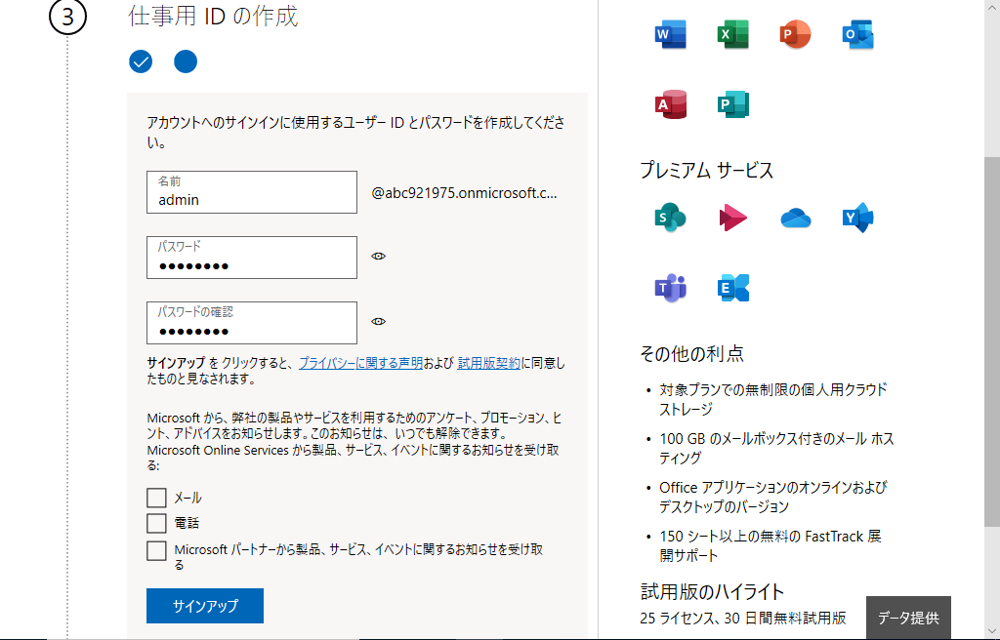 3
仕事用 ID の作成
アカウントへのサインインに使用するユーザー ID とパスワードを作成してくださ
い。
名前
admin
@abc921975.onmicrosoft.c...
パスワード
●●●●●●●●
パスワードの確認
●●●●●●●●
サインアップ を クリックすると、 プライバシーに関する声明および 試用版契約に同意し
たものと見なされます。
Microsoft から、弊社の製品やサービスを利用するためのアンケート、プロモーション、ヒ
ント、アドバイスをお知らせします。このお知らせは、いつでも解除できます。
Microsoft Online Services から製品、サービス、イベントに関するお知らせを受け取
る:
メール
電話
Microsoft パートナーから製品、サービス、イベントに関するお知らせを受け取
る
サインアップ
W X P O
A P
プレミアム サービス
S Y
T E
その他の利点
• 対象プランでの無制限の個人用クラウド
ストレージ
• 100 GB のメールボックス付きのメール ホス
ティング
• Office アプリケーションのオンラインおよび
デスクトップのバージョン
• 150 シート以上の無料の FastTrack 展
開サポート
試用版のハイライト
25 ライセンス、30 日間無料試用版
データ提供